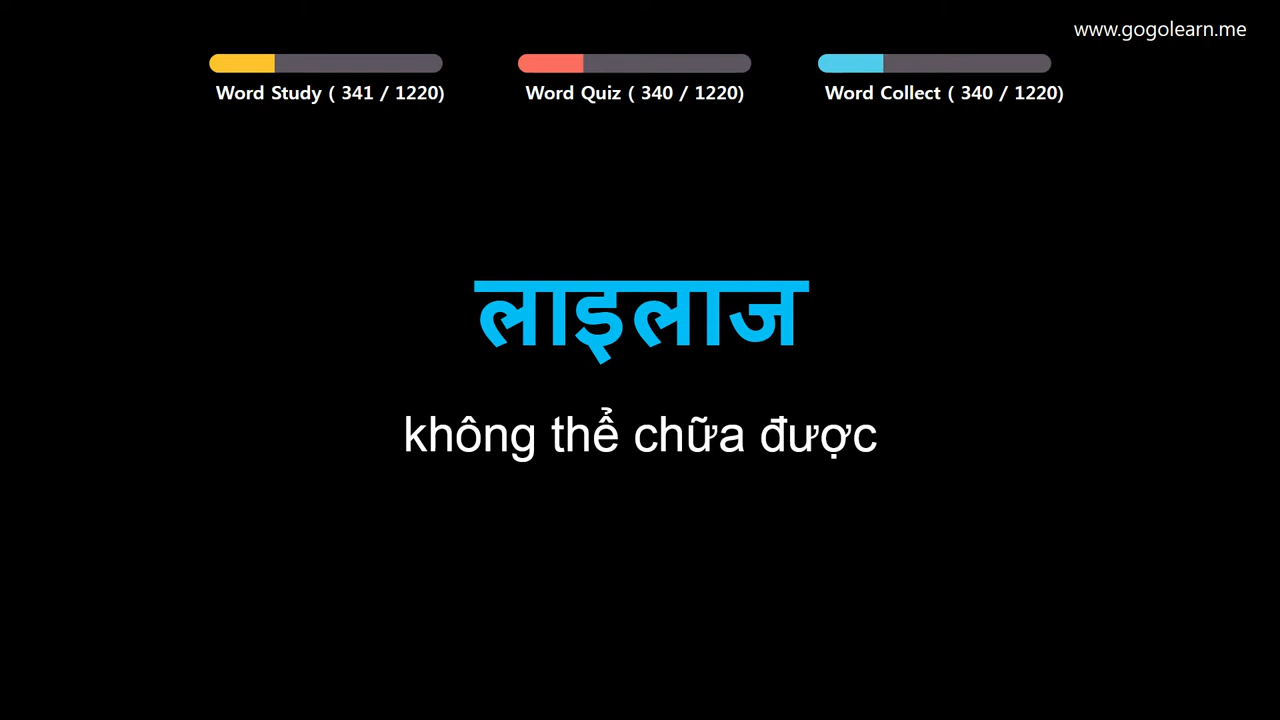 www.gogolearn.me
Word Study ( 341 / 1220)
Word Quiz ( 340 / 1220)
Word Collect ( 340 / 1220)
लाइलाज
không thể chữa được